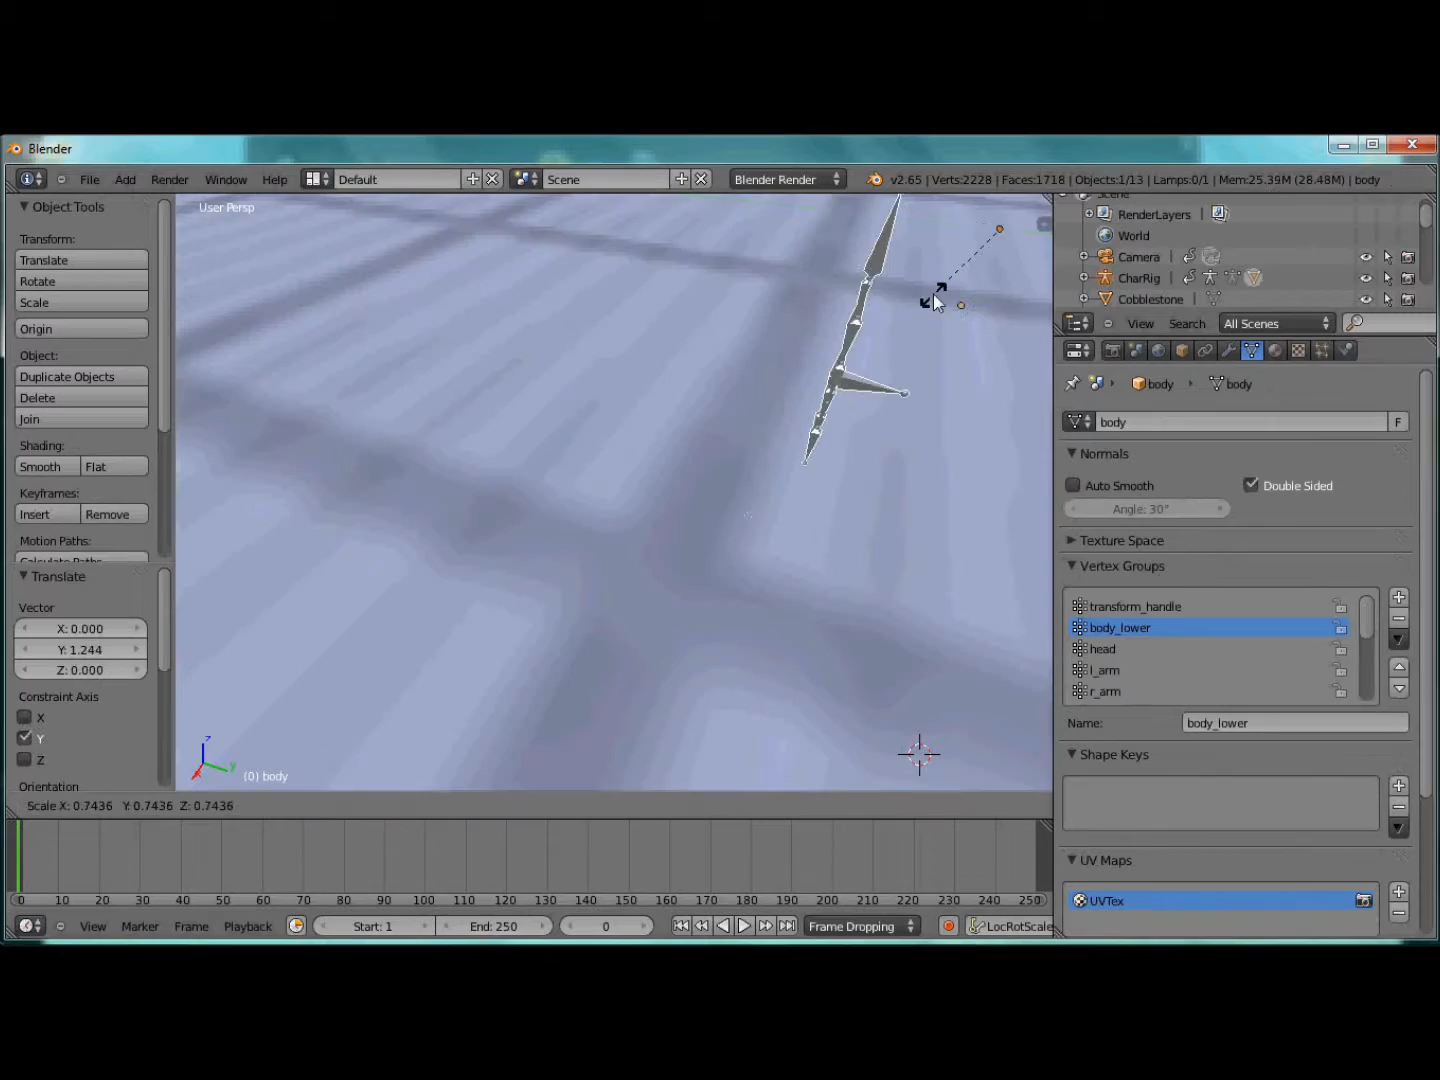 Blender
File Add Render Window Help Default Scene Blender Render v2.65 | Verts:2228 | Faces:1718 | Objects:1/13 | Lamps:0/1 | Mem:25.39M (28.48M) | body
Object Tools
Transform:
Translate
Rotate
Scale
Origin
Object:
Duplicate Objects
Delete
Join
Shading:
Smooth Flat
Keyframes:
Insert Remove
Motion Paths:
Calculate Paths
Translate
Vector
X: 0.000
Y: 1.244
Z: 0.000
Constraint Axis
X
Y
Z
Orientation
User Persp
z
y
x
(0) body
Scale X: 0.7436 Y: 0.7436 Z: 0.7436
Scene
RenderLayers
World
Camera
CharRig
Cobblestone
View Search All Scenes
body body
body F
Normals
Auto Smooth Double Sided
Angle: 30°
Texture Space
Vertex Groups
transform_handle
body_lower
head
l_arm
r_arm
Name: body_lower
Shape Keys
UV Maps
UVTex
0 10 20 30 40 50 60 70 80 90 100 110 120 130 140 150 160 170 180 190 200 210 220 230 240 250
View Marker Frame Playback Start: 1 End: 250 0 Frame Dropping LocRotScale